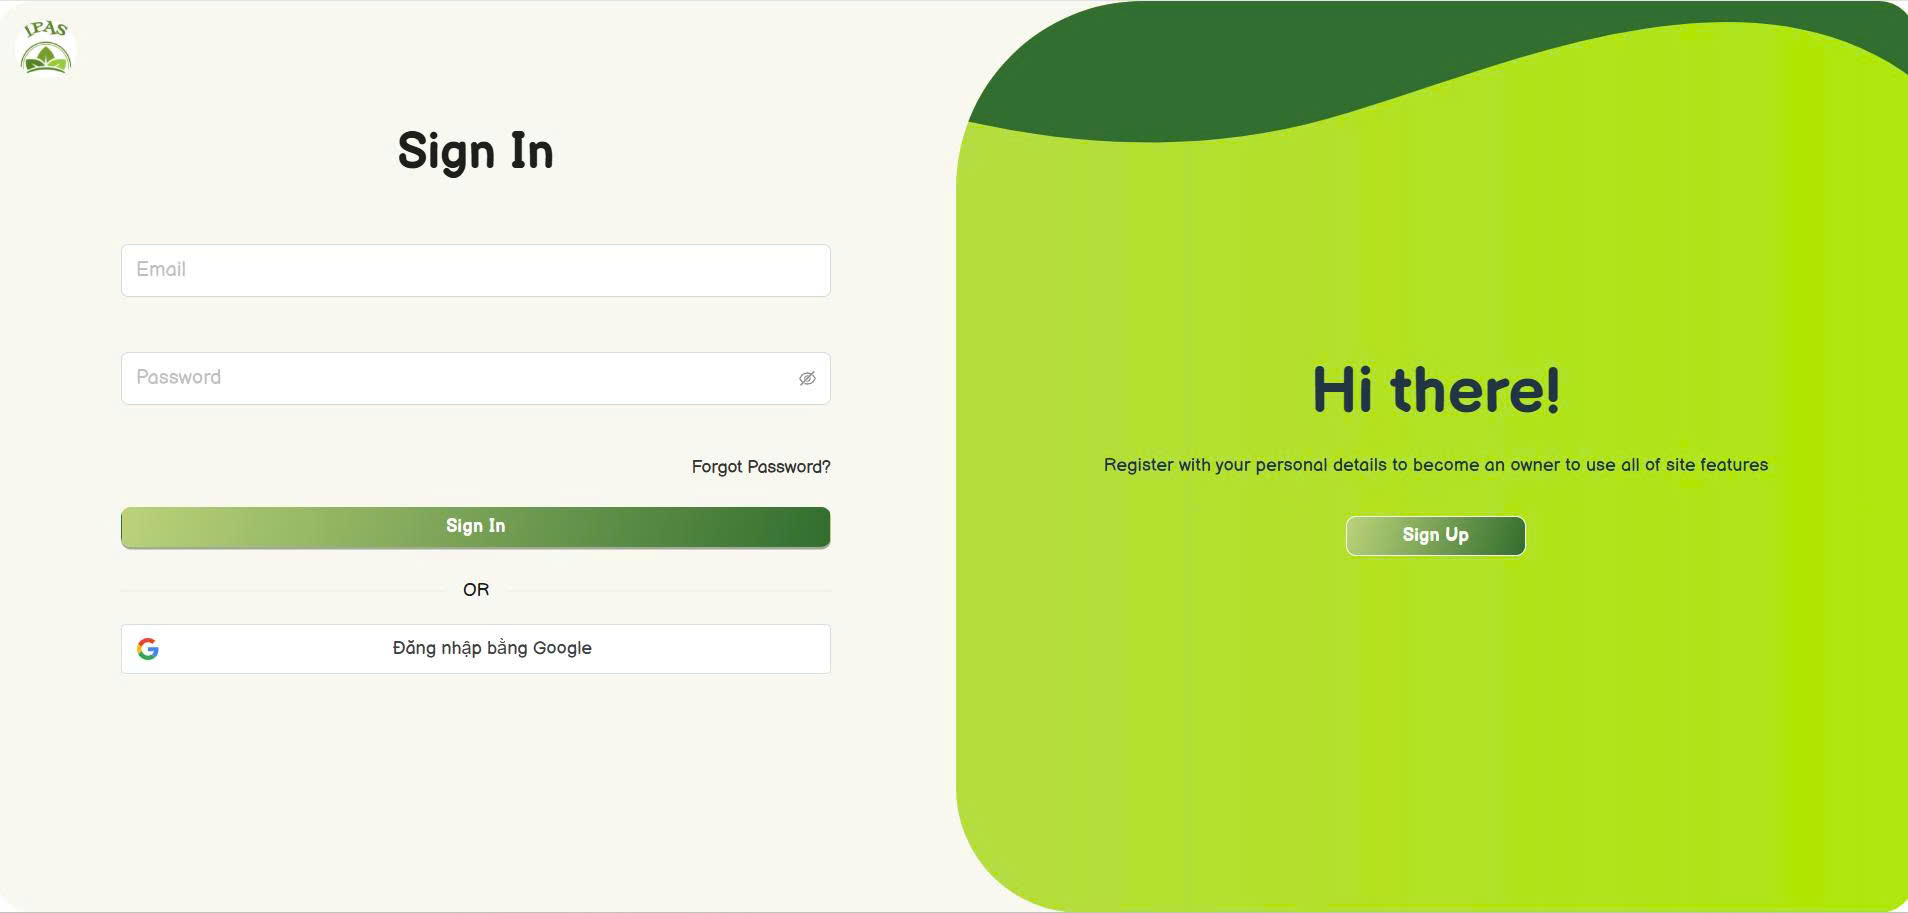 IPAS
Sign In
Email
Password
Forgot Password?
Sign In
OR
Đăng nhập bằng Google
Hi there!
Register with your personal details to become an owner to use all of site features
Sign Up